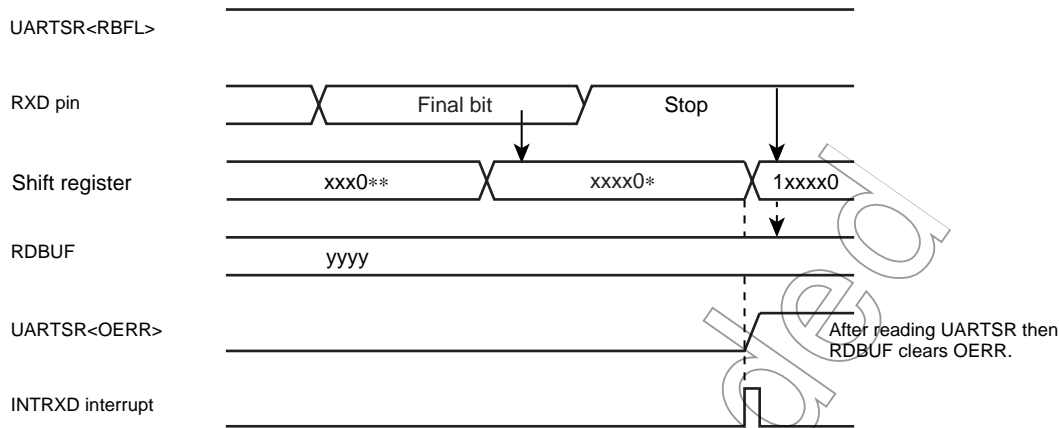 UARTSR<RBFL>
RXD pin
Final bit
Stop
Shift register
xxx0**
xxxx0*
1xxxx0
RDBUF
yyyy
UARTSR<OERR>
After reading UARTSR then
RDBUF clears OERR.
INTRXD interrupt
ded